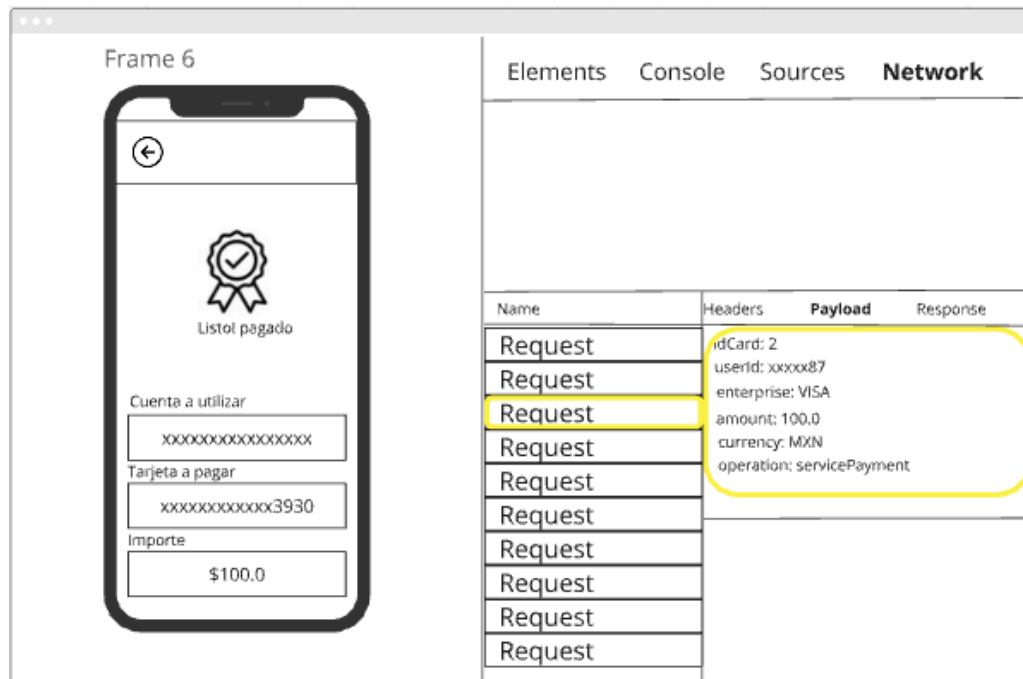 Frame 6
Listo! pagado
Cuenta a utilizar
xxxxxxxxxxxxxxxx
Tarjeta a pagar
xxxxxxxxxxxx3930
Importe
$100.0
Elements Console Sources Network
Name
Headers Payload Response
Request
Request
Request
Request
Request
Request
Request
Request
Request
Request
idCard: 2
userId: xxxxx87
enterprise: VISA
amount: 100.0
currency: MXN
operation: servicePayment